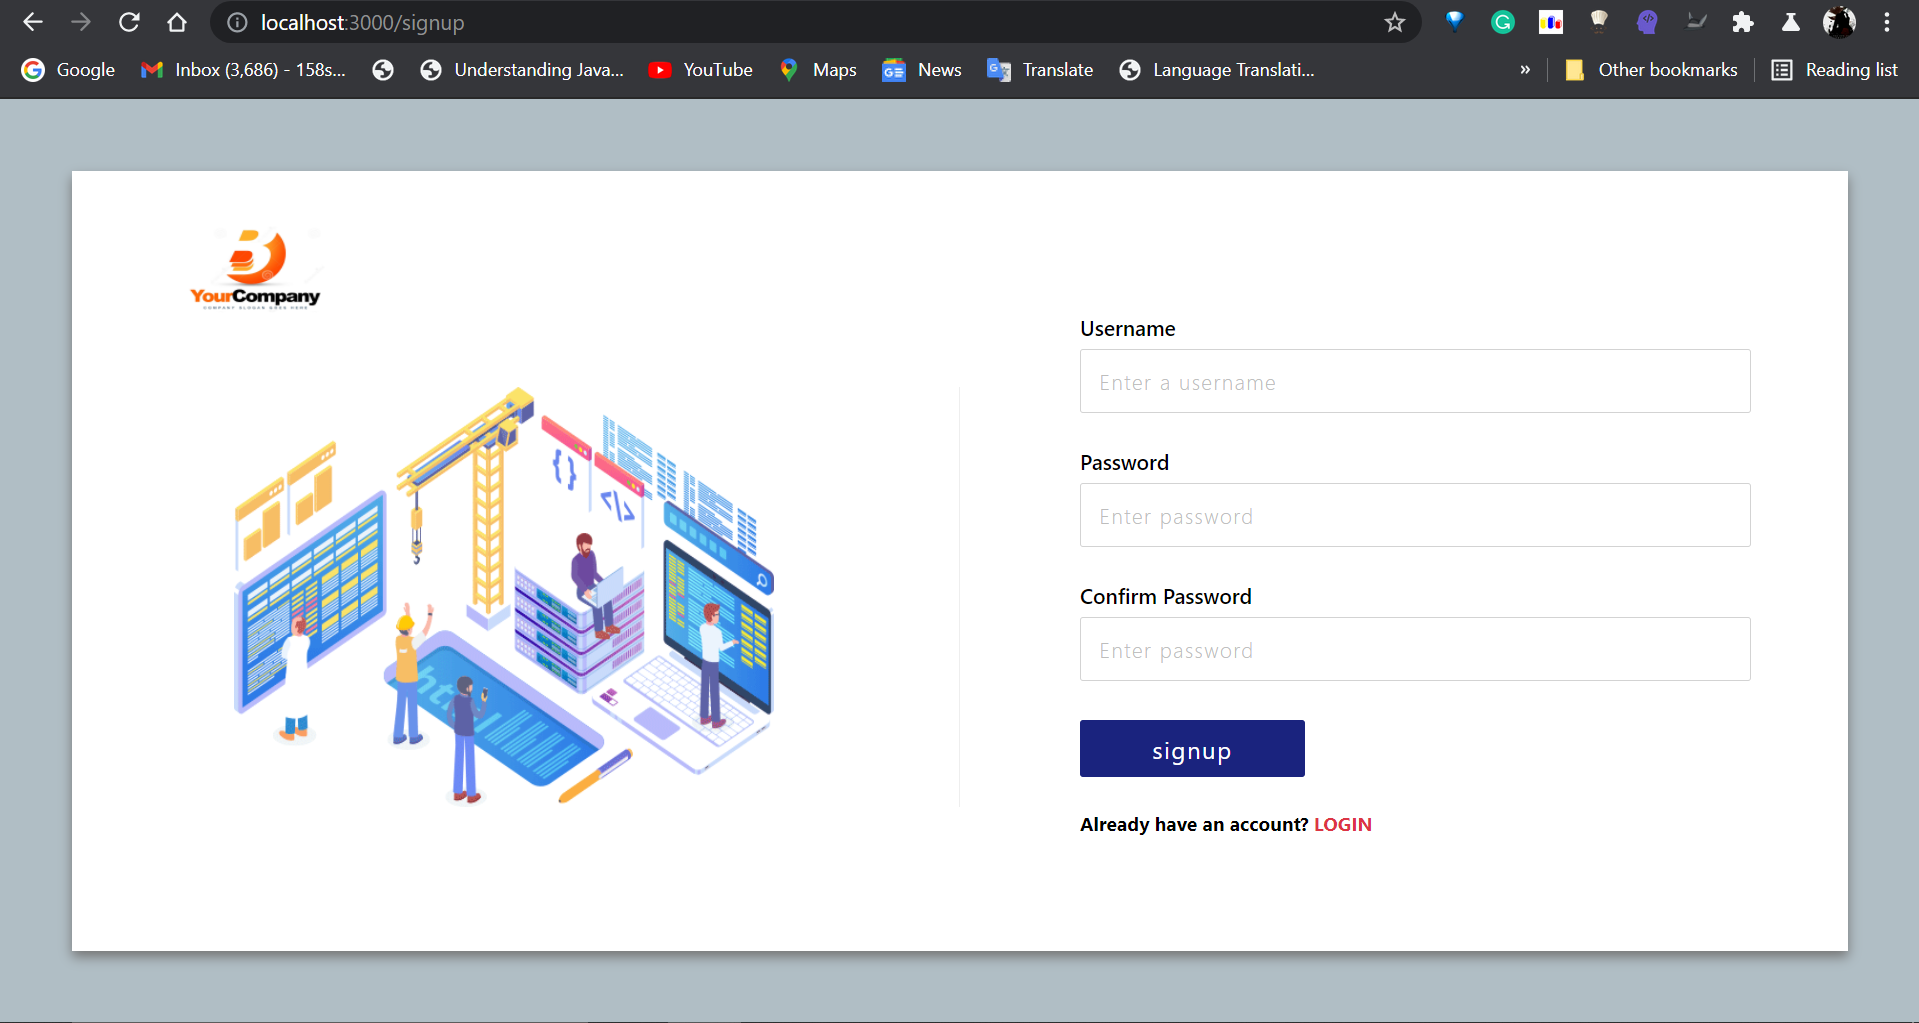 localhost:3000/signup
Google
Inbox (3,686) - 158s...
Understanding Java...
YouTube
Maps
News
Translate
Language Translati...
»
Other bookmarks
Reading list
YourCompany
COMPANY SLOGAN GOES HERE
{}
</>
html
Username
Enter a username
Password
Enter password
Confirm Password
Enter password
signup
Already have an account? LOGIN